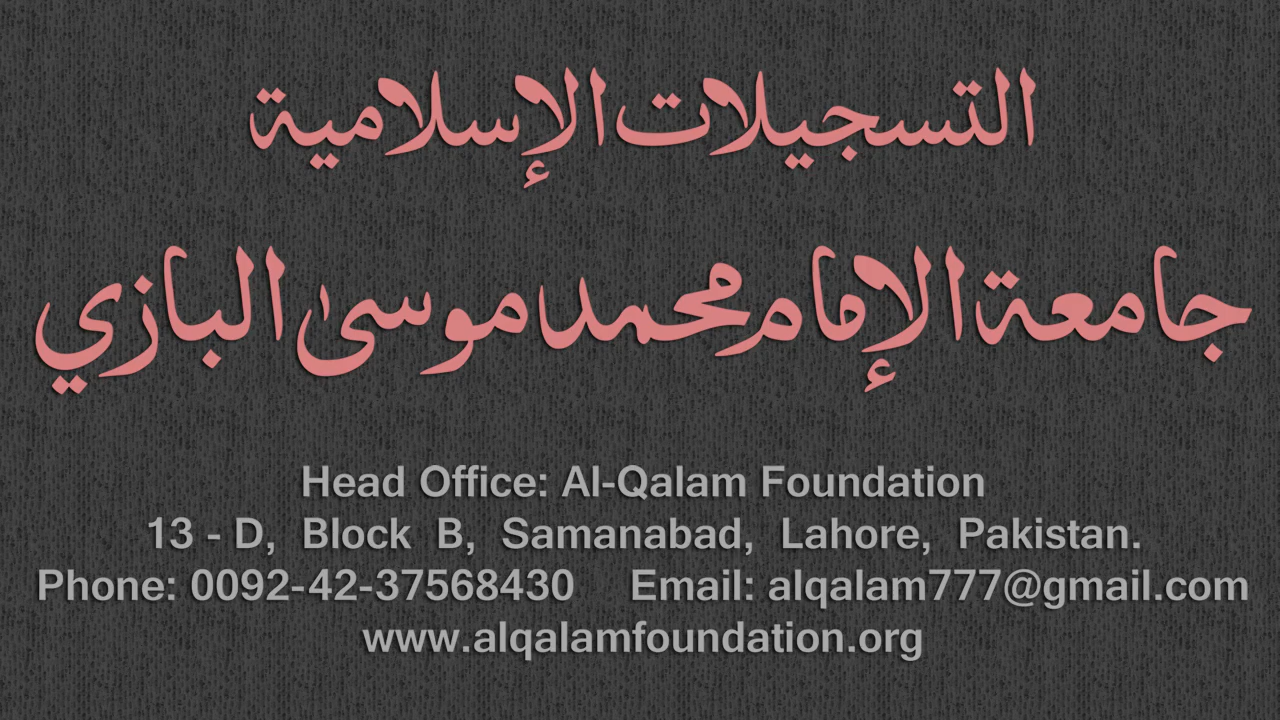 التسجيلات الإسلامية
جامعة الإمام محمد موسىٰ البازي
Head Office: Al-Qalam Foundation
13 - D, Block B, Samanabad, Lahore, Pakistan.
Phone: 0092-42-37568430 Email: alqalam777@gmail.com
www.alqalamfoundation.org